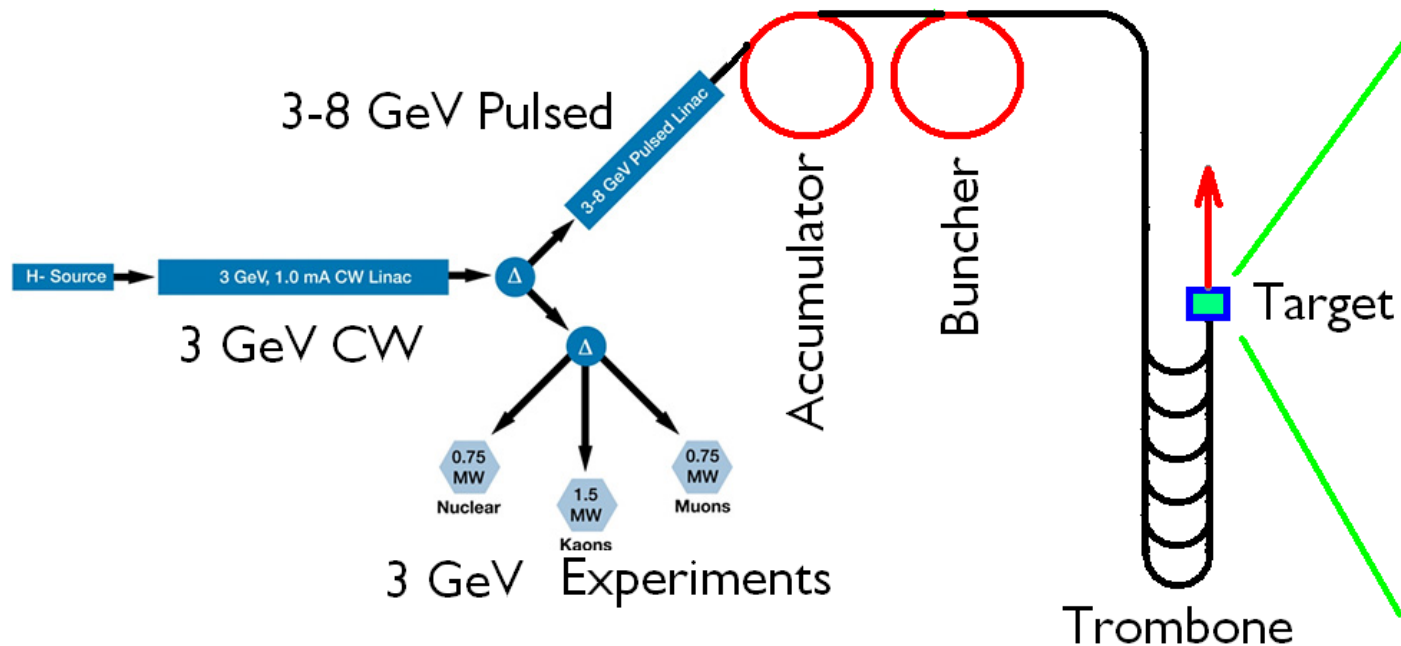 3-8 GeV Pulsed
3-8 GeV Pulsed Linac
Accumulator
Buncher
H- Source
3 GeV, 1.0 mA CW Linac
Δ
Target
3 GeV CW
Δ
0.75
MW
Nuclear
1.5
MW
Kaons
0.75
MW
Muons
3 GeV Experiments
Trombone